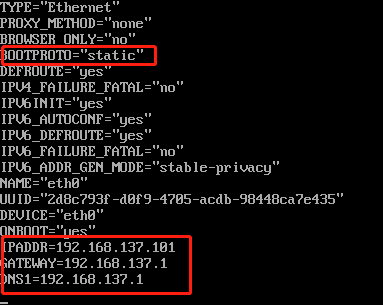 TYPE="Ethernet"
PROXY_METHOD="none"
BROWSER_ONLY="no"
BOOTPROTO="static"
DEFROUTE="yes"
IPV4_FAILURE_FATAL="no"
IPV6INIT="yes"
IPV6_AUTOCONF="yes"
IPV6_DEFROUTE="yes"
IPV6_FAILURE_FATAL="no"
IPV6_ADDR_GEN_MODE="stable-privacy"
NAME="eth0"
UUID="2d8c793f-d0f9-4705-acdb-98448ca7e435"
DEVICE="eth0"
ONBOOT="yes"
IPADDR=192.168.137.101
GATEWAY=192.168.137.1
DNS1=192.168.137.1